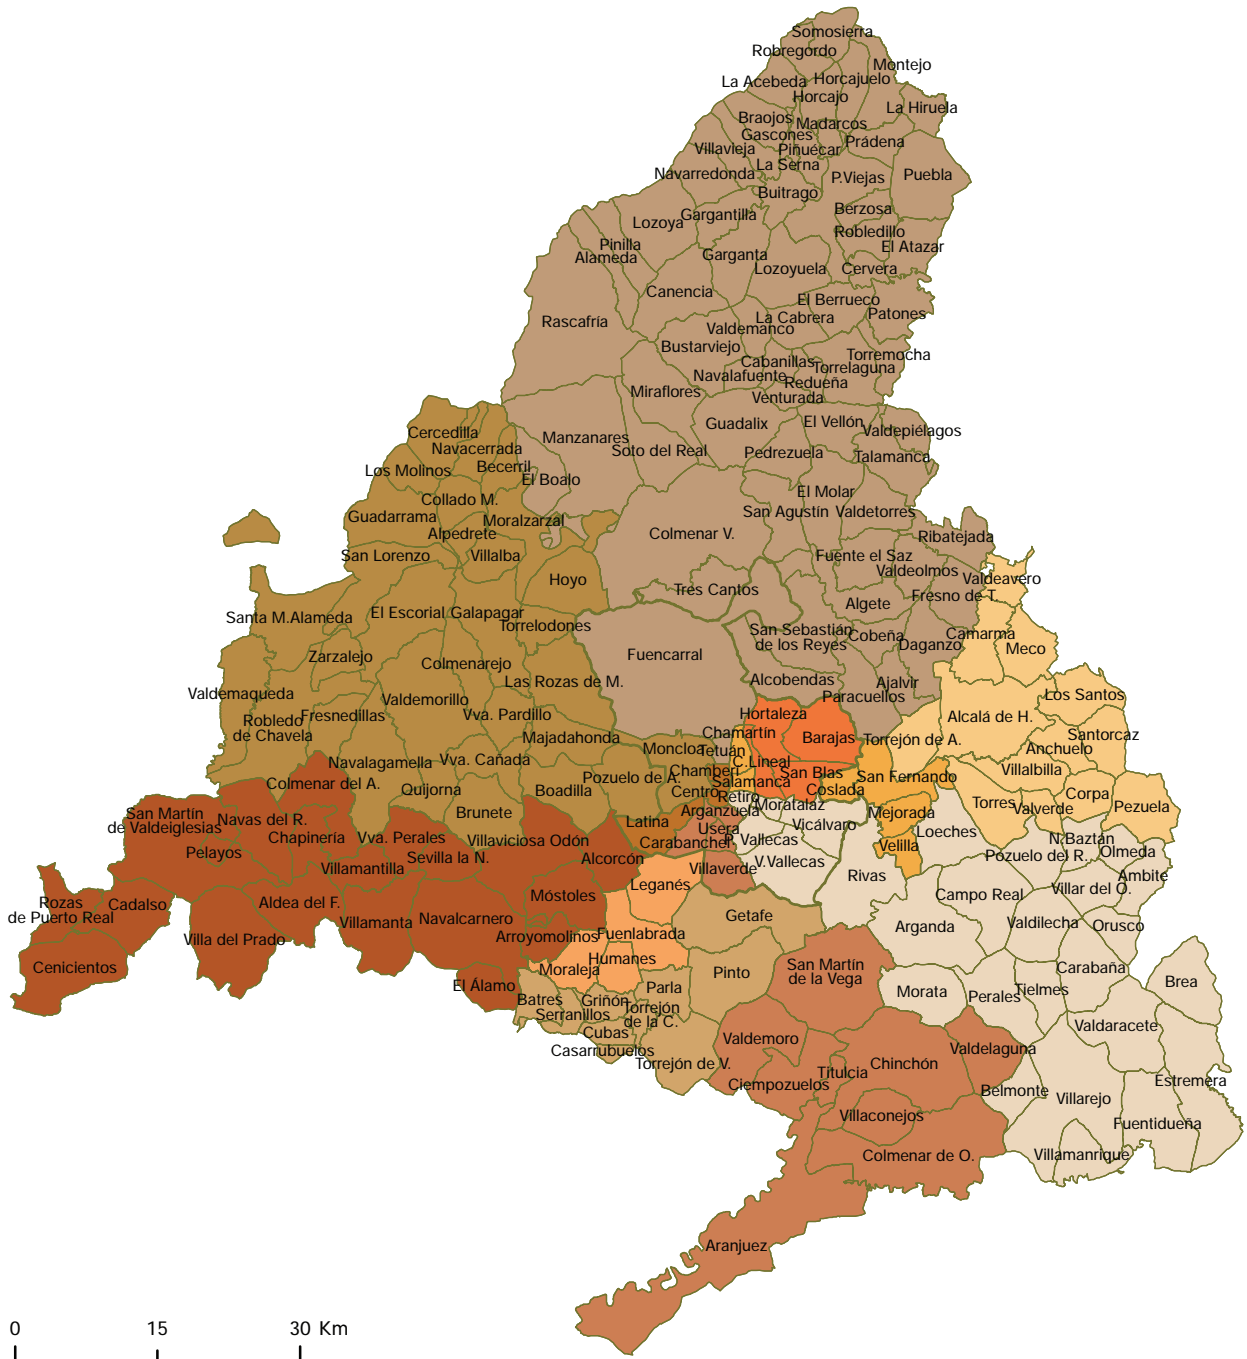 Somosierra
Robregordo
Montejo
La Acebeda
Horcajuelo
Horcajo
La Hiruela
Braojos
Madarcos
Gascones
Prádena
Villavieja
Piñuécar
La Serna
Navarredonda
P.Viejas
Puebla
Buitrago
Berzosa
Gargantilla
Lozoya
Robledillo
Pinilla
El Atazar
Alameda
Garganta
Lozoyuela
Cervera
Canencia
El Berrueco
Patones
La Cabrera
Rascafría
Valdemanco
Bustarviejo
Torremocha
Cabanillas
Torrelaguna
Navalafuente
Redueña
Miraflores
Venturada
Guadalix
El Vellón
Valdepiélagos
Cercedilla
Manzanares
Navacerrada
Soto del Real
Pedrezuela
Talamanca
Los Molinos
Becerril
El Boalo
Collado M.
El Molar
Guadarrama
Moralzarzal
San Agustín
Valdetorres
Alpedrete
Colmenar V.
Ribatejada
San Lorenzo
Villalba
Fuente el Saz
Valdeolmos
Hoyo
Valdeavero
Tres Cantos
Fresno de T.
Algete
Santa M.Alameda
El Escorial
Galapagar
Torrelodones
San Sebastián
de los Reyes
Cobeña
Camarma
Daganzo
Meco
Zarzalejo
Fuencarral
Colmenarejo
Las Rozas de M.
Alcobendas
Ajalvir
Valdemaqueda
Valdemorillo
Paracuellos
Los Santos
Fresnedillas
Vva. Pardillo
Hortaleza
Alcalá de H.
Robledo
de Chavela
Majadahonda
Chamartín
Barajas
Torrejón de A.
Santorcaz
Moncloa
Tetuán
Anchuelo
Navalagamella
Vva. Cañada
C.Lineal
Villalbilla
Chamberí
San Blas
San Fernando
Colmenar del A.
Quijorna
Boadilla
Pozuelo de A.
Salamanca
Coslada
Centro
Retiro
Corpa
Moratalaz
Torres
Valverde
Pezuela
San Martín
de Valdeiglesias
Navas del R.
Brunete
Arganzuela
Mejorada
Latina
Vicálvaro
Usera
Loeches
Chapinería
Vva. Perales
Villaviciosa Odón
Carabanchel
P.Vallecas
N.Baztán
Velilla
Pelayos
Sevilla la N.
Alcorcón
V.Vallecas
Pozuelo del R.
Olmeda
Villamantilla
Villaverde
Rivas
Ambite
Leganés
Villar del O.
Móstoles
Campo Real
Rozas
de Puerto Real
Cadalso
Aldea del F.
Villamanta
Navalcarnero
Getafe
Valdilecha
Orusco
Arganda
Villa del Prado
Arroyomolinos
Fuenlabrada
Humanes
Cenicientos
Moraleja
Pinto
San Martín
de la Vega
Carabaña
Brea
El Álamo
Parla
Morata
Perales
Tielmes
Batres
Griñón
Serranillos
Torrejón
de la C.
Valdaracete
Cubas
Valdemoro
Casarrubuelos
Valdelaguna
Torrejón de V.
Chinchón
Titulcia
Ciempozuelos
Estremera
Belmonte
Villarejo
Villaconejos
Fuentidueña
Colmenar de O.
Villamanrique
Aranjuez
0 15 30 Km